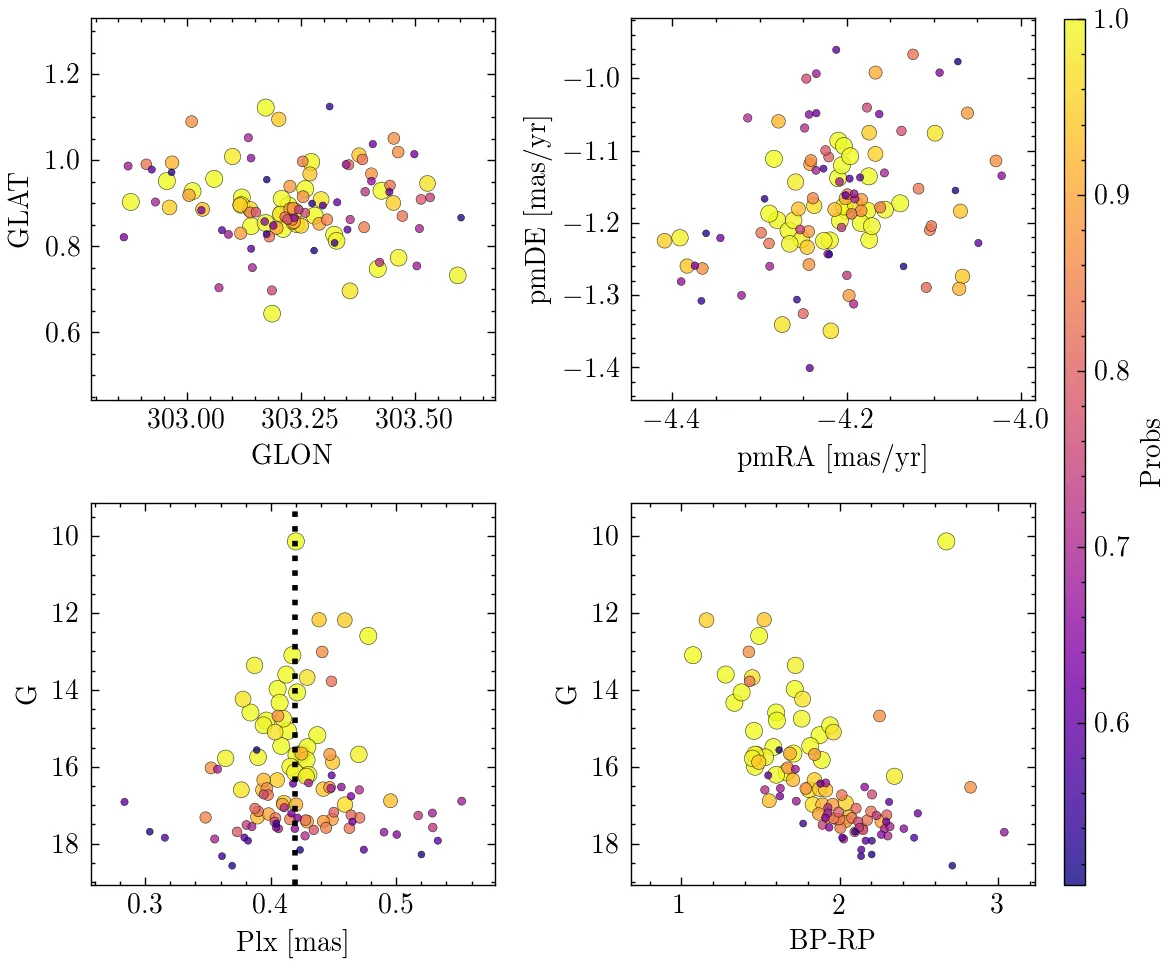 1.2
1.0
0.8
0.6
GLAT
303.00 303.25 303.50
GLON
−1.0
−1.1
−1.2
−1.3
−1.4
pmDE [mas/yr]
−4.4 −4.2 −4.0
pmRA [mas/yr]
10
12
14
16
18
G
0.3 0.4 0.5
Plx [mas]
10
12
14
16
18
G
1 2 3
BP-RP
1.0
0.9
0.8
0.7
0.6
Probs